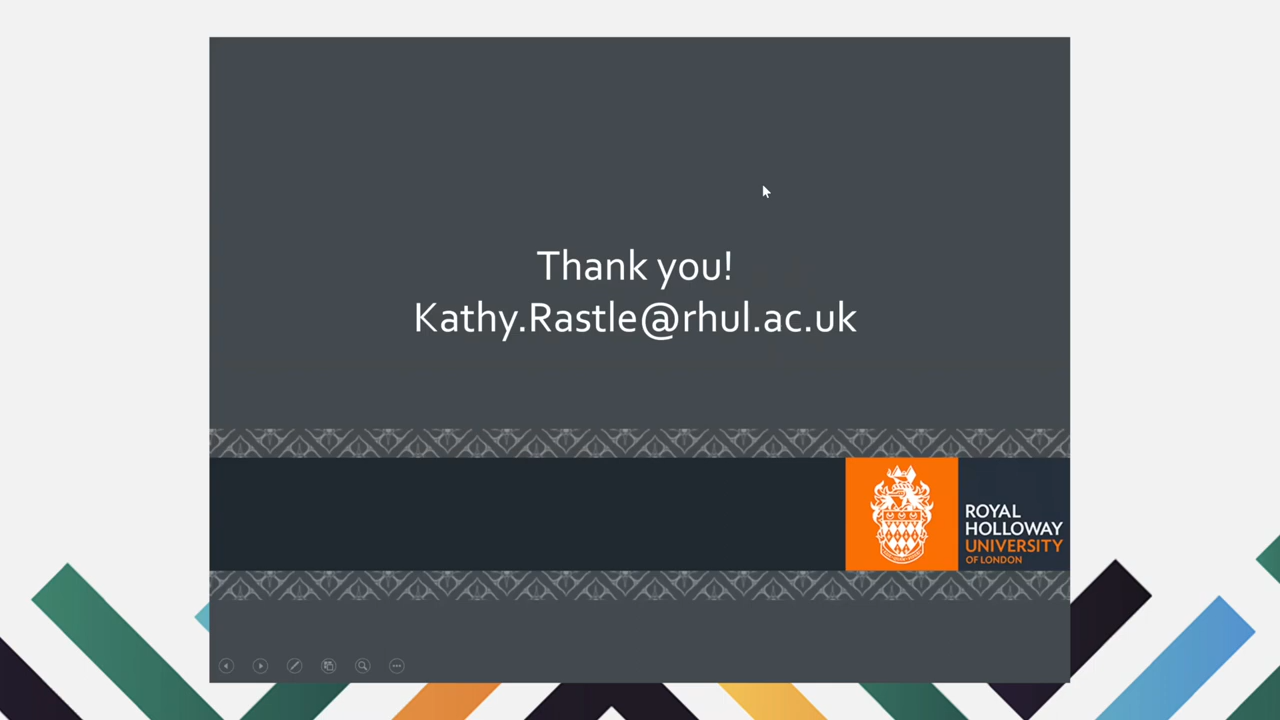 Thank you!
Kathy.Rastle@rhul.ac.uk
ROYAL
HOLLOWAY
UNIVERSITY
OF LONDON